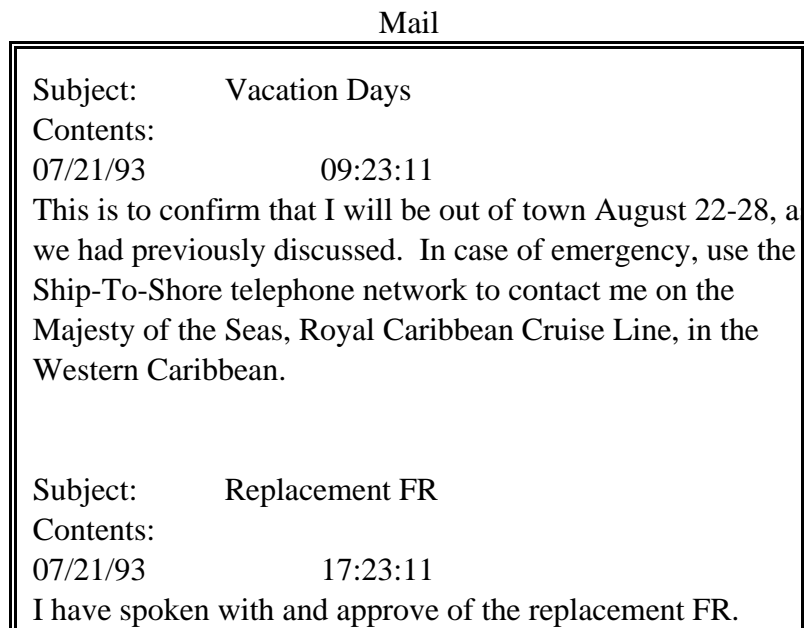 Mail
Subject: Vacation Days
Contents:
07/21/93 09:23:11
This is to confirm that I will be out of town August 22-28, a
we had previously discussed. In case of emergency, use the
Ship-To-Shore telephone network to contact me on the
Majesty of the Seas, Royal Caribbean Cruise Line, in the
Western Caribbean.
Subject: Replacement FR
Contents:
07/21/93 17:23:11
I have spoken with and approve of the replacement FR.